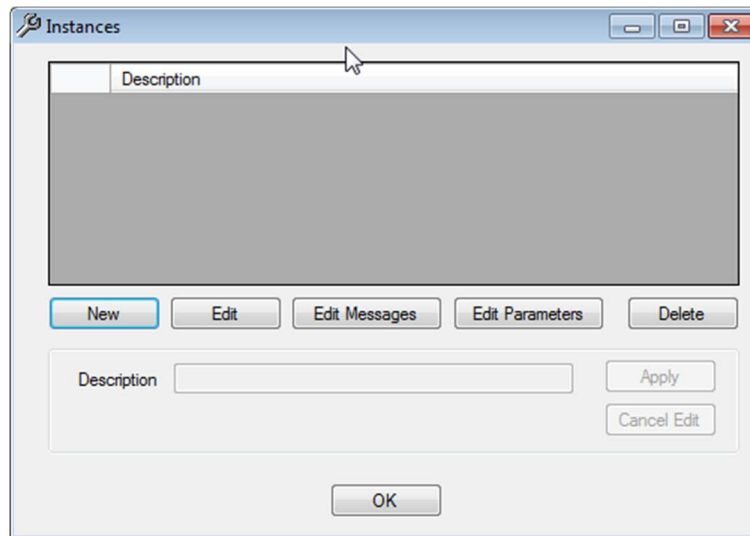 Instances
Description
New Edit Edit Messages Edit Parameters Delete
Description
Apply
Cancel Edit
OK